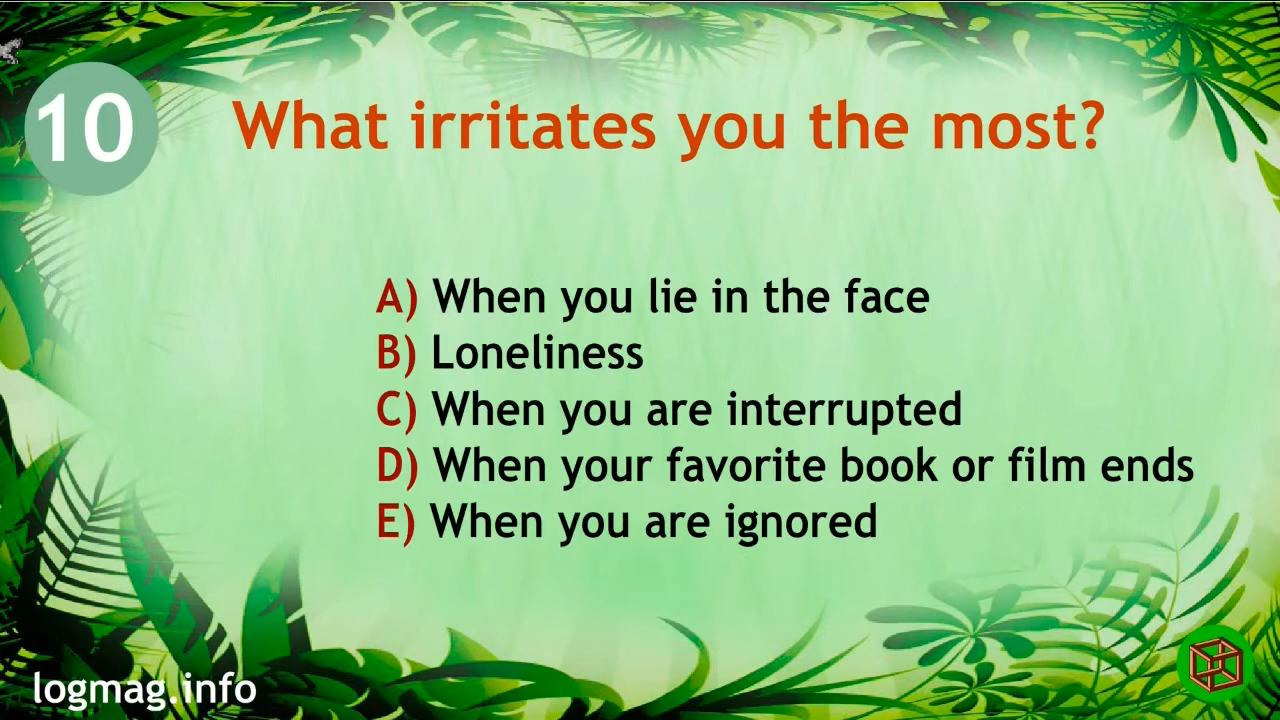 10
What irritates you the most?
A) When you lie in the face
B) Loneliness
C) When you are interrupted
D) When your favorite book or film ends
E) When you are ignored
logmag.info